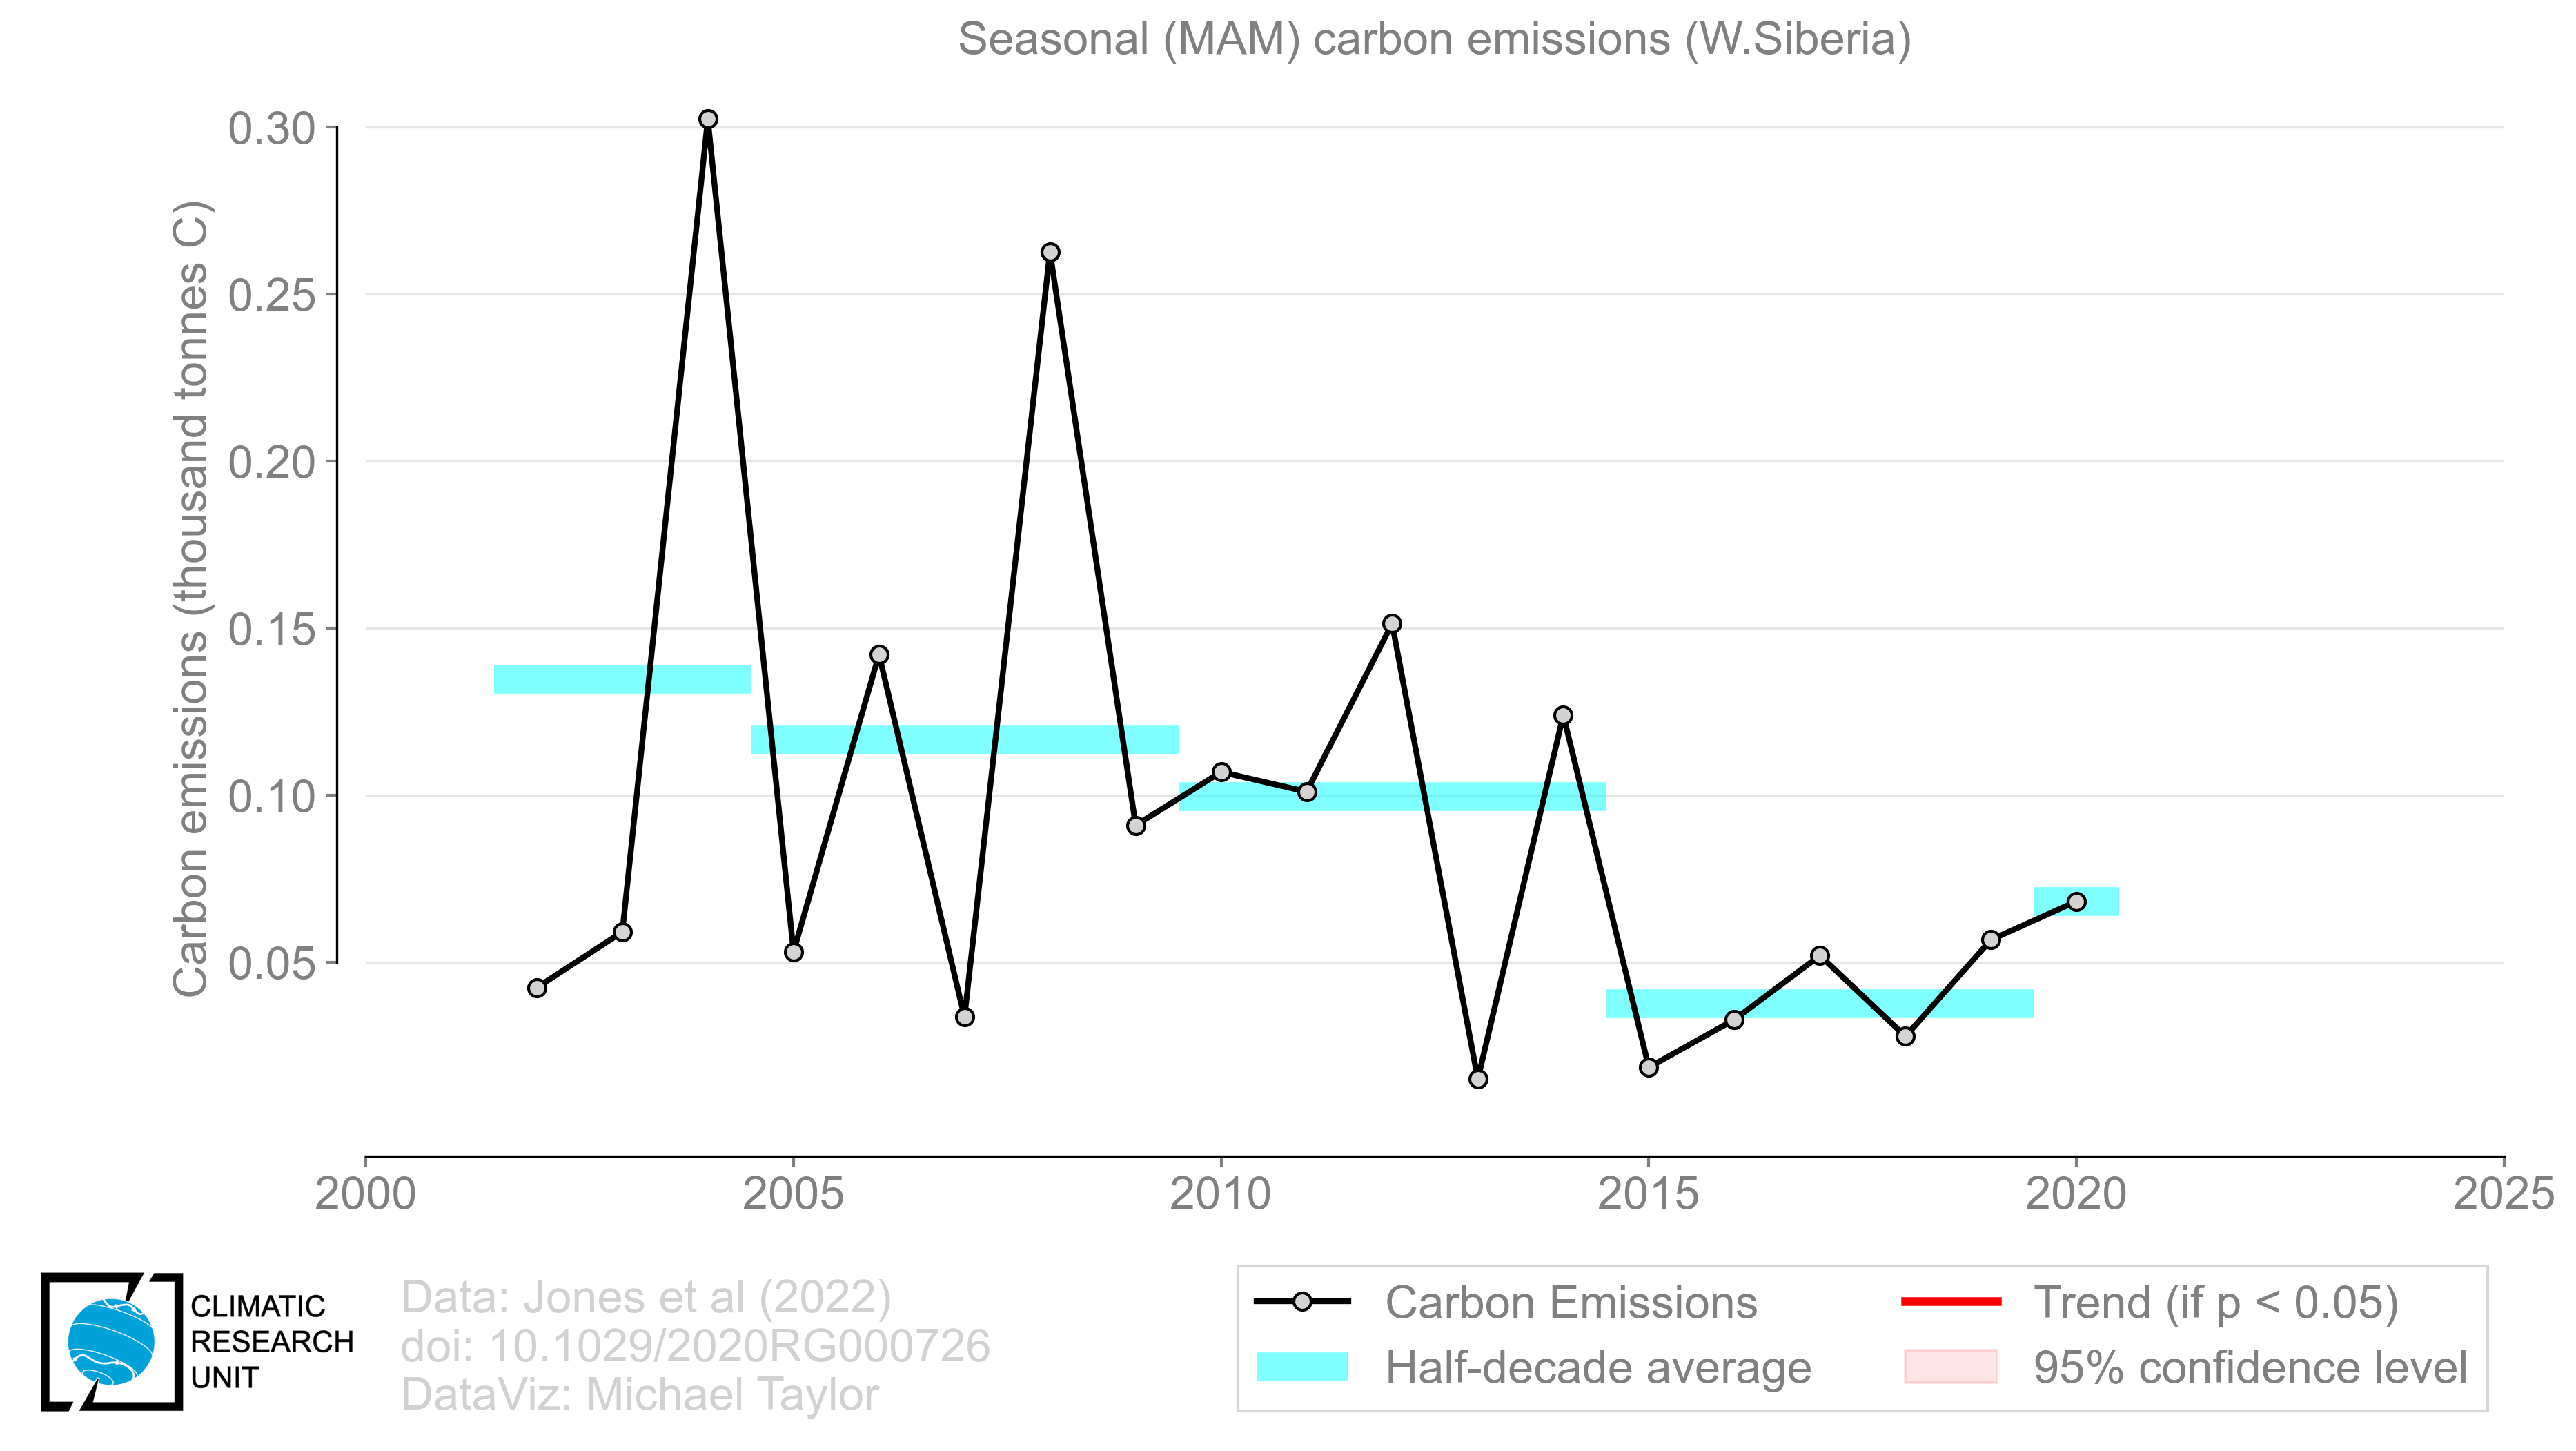 Seasonal (MAM) carbon emissions (W.Siberia)
Carbon emissions (thousand tonnes C)
0.30
0.25
0.20
0.15
0.10
0.05
2000 2005 2010 2015 2020 2025
CLIMATIC
RESEARCH
UNIT
Data: Jones et al (2022)
doi: 10.1029/2020RG000726
DataViz: Michael Taylor
Carbon Emissions
Half-decade average
Trend (if p < 0.05)
95% confidence level